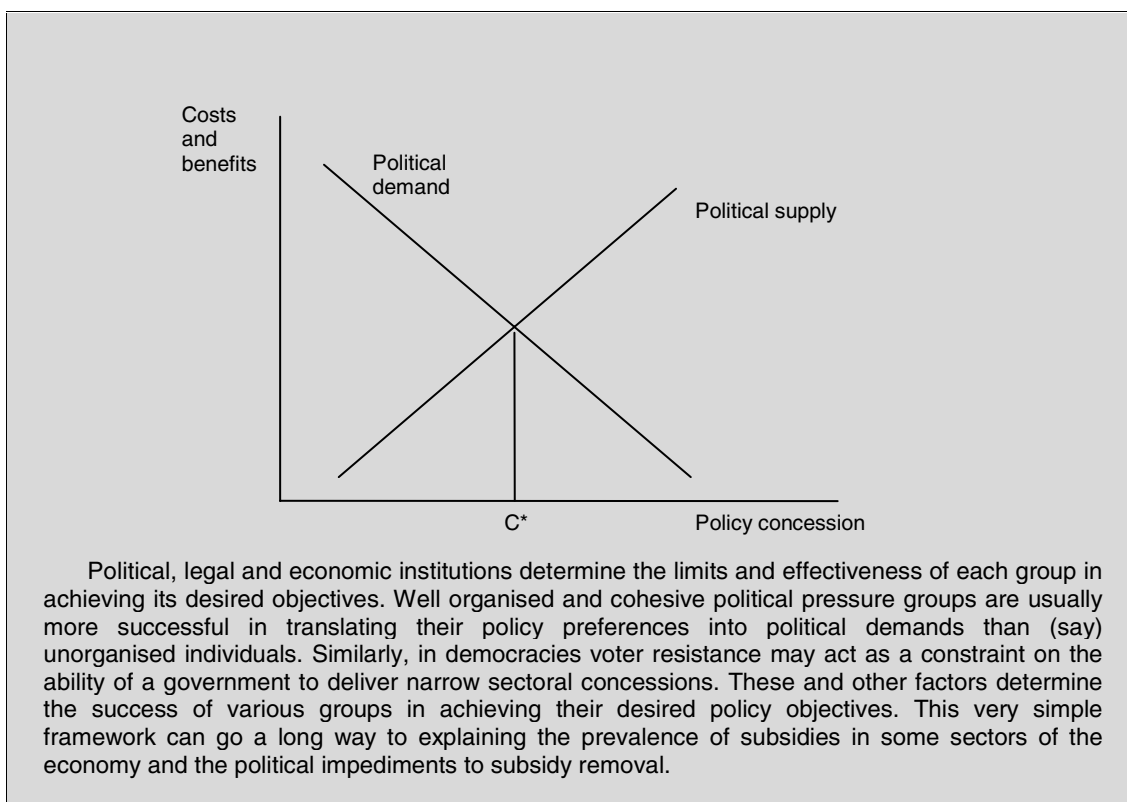 Costs
and
benefits
Political
demand
Political supply
C*
Policy concession
Political, legal and economic institutions determine the limits and effectiveness of each group in
achieving its desired objectives. Well organised and cohesive political pressure groups are usually
more successful in translating their policy preferences into political demands than (say)
unorganised individuals. Similarly, in democracies voter resistance may act as a constraint on the
ability of a government to deliver narrow sectoral concessions. These and other factors determine
the success of various groups in achieving their desired policy objectives. This very simple
framework can go a long way to explaining the prevalence of subsidies in some sectors of the
economy and the political impediments to subsidy removal.